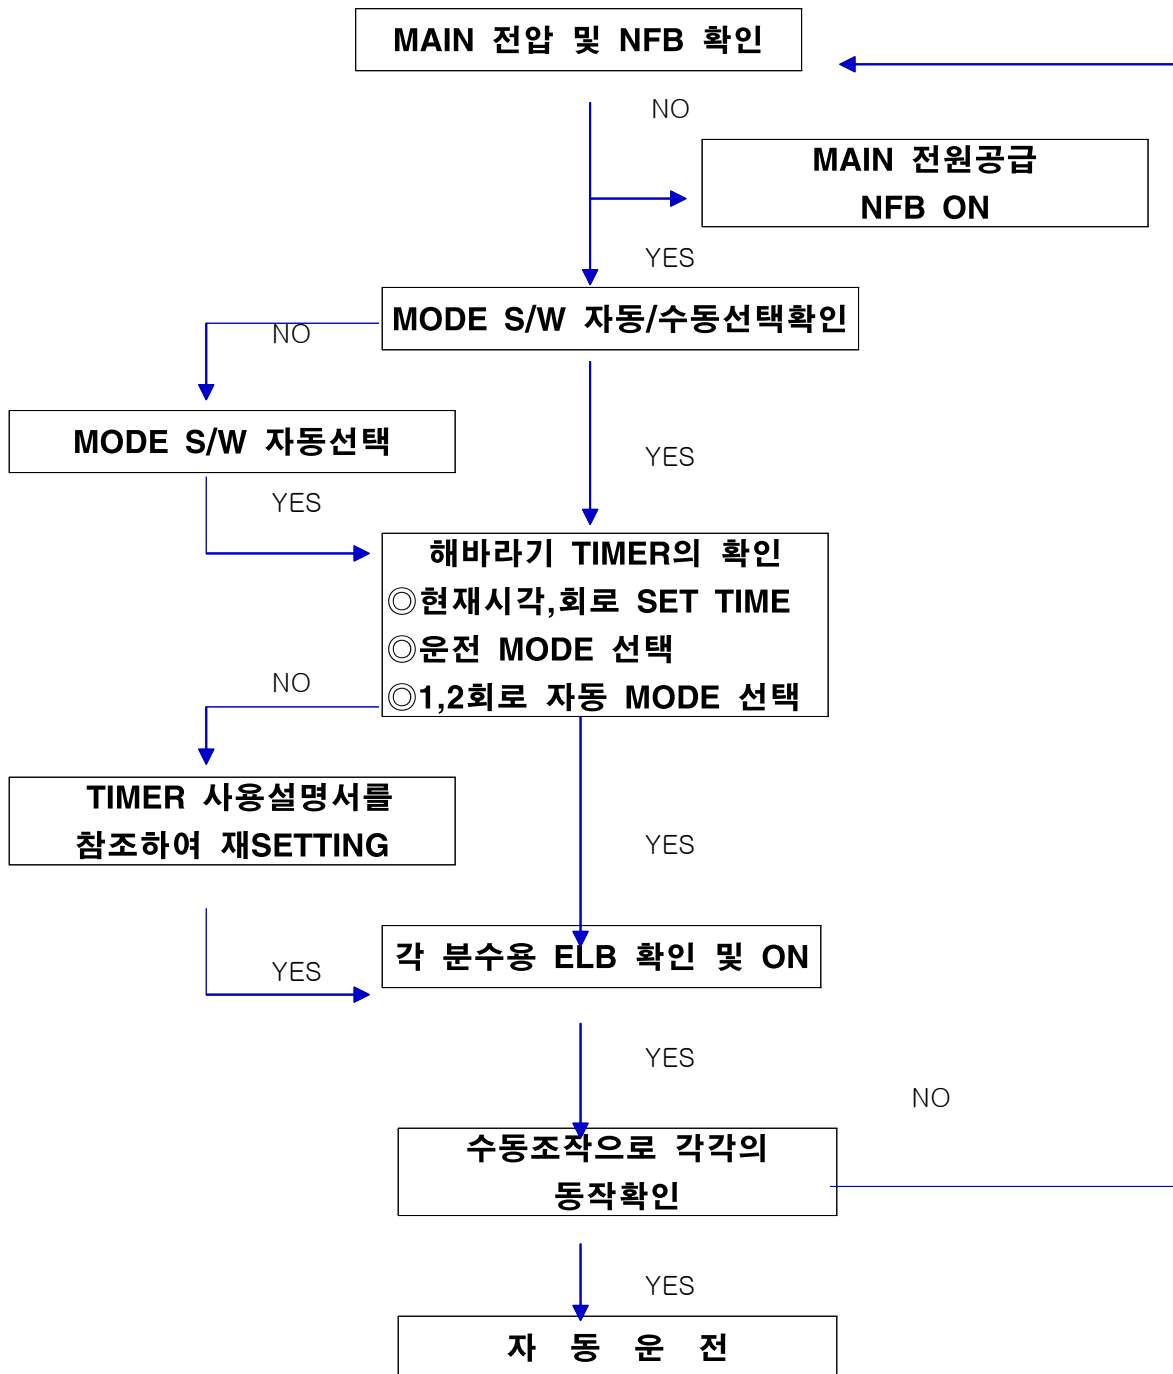 MAIN 전압 및 NFB 확인
NO
MAIN 전원공급
NFB ON
YES
MODE S/W 자동/수동선택확인
NO
MODE S/W 자동선택
YES
YES
해바라기 TIMER의 확인
◎현재시각,회로 SET TIME
◎운전 MODE 선택
◎1,2회로 자동 MODE 선택
NO
TIMER 사용설명서를
참조하여 재SETTING
YES
각 분수용 ELB 확인 및 ON
YES
YES
NO
수동조작으로 각각의
동작확인
YES
자 동 운 전